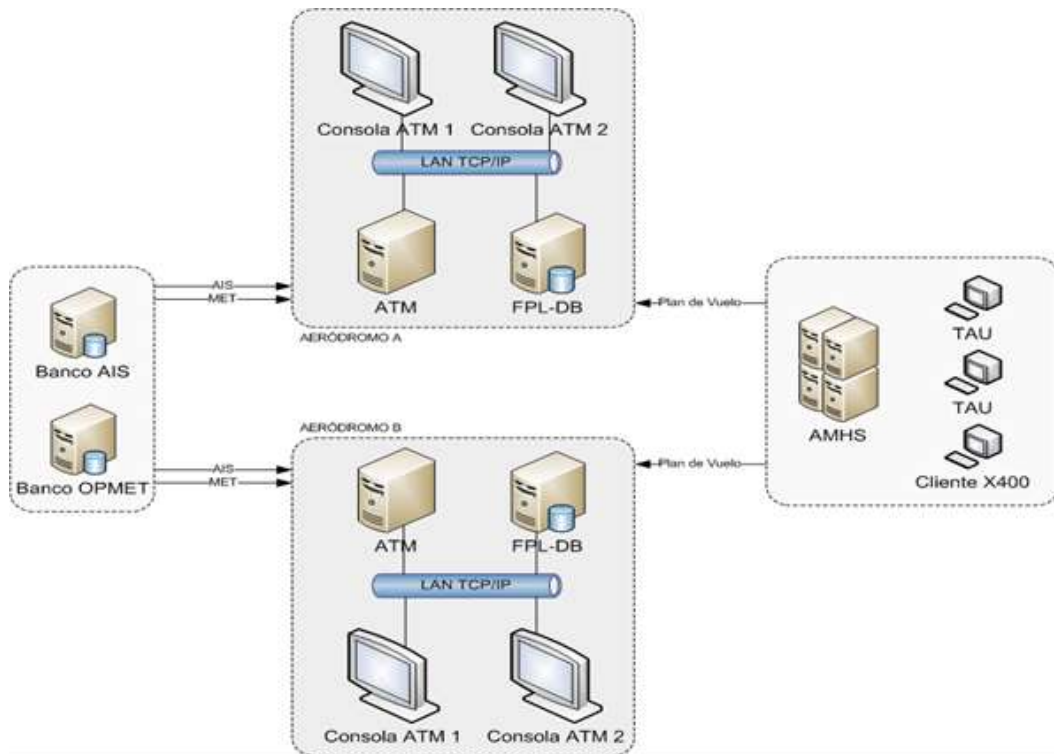 Consola ATM 1
Consola ATM 2
LAN TCP/IP
ATM
FPL-DB
AERÓDROMO A
AIS
MET
Banco AIS
Banco OPMET
AIS
MET
Plan de Vuelo
Plan de Vuelo
TAU
TAU
AMHS
Cliente X400
AERÓDROMO B
ATM
FPL-DB
LAN TCP/IP
Consola ATM 1
Consola ATM 2